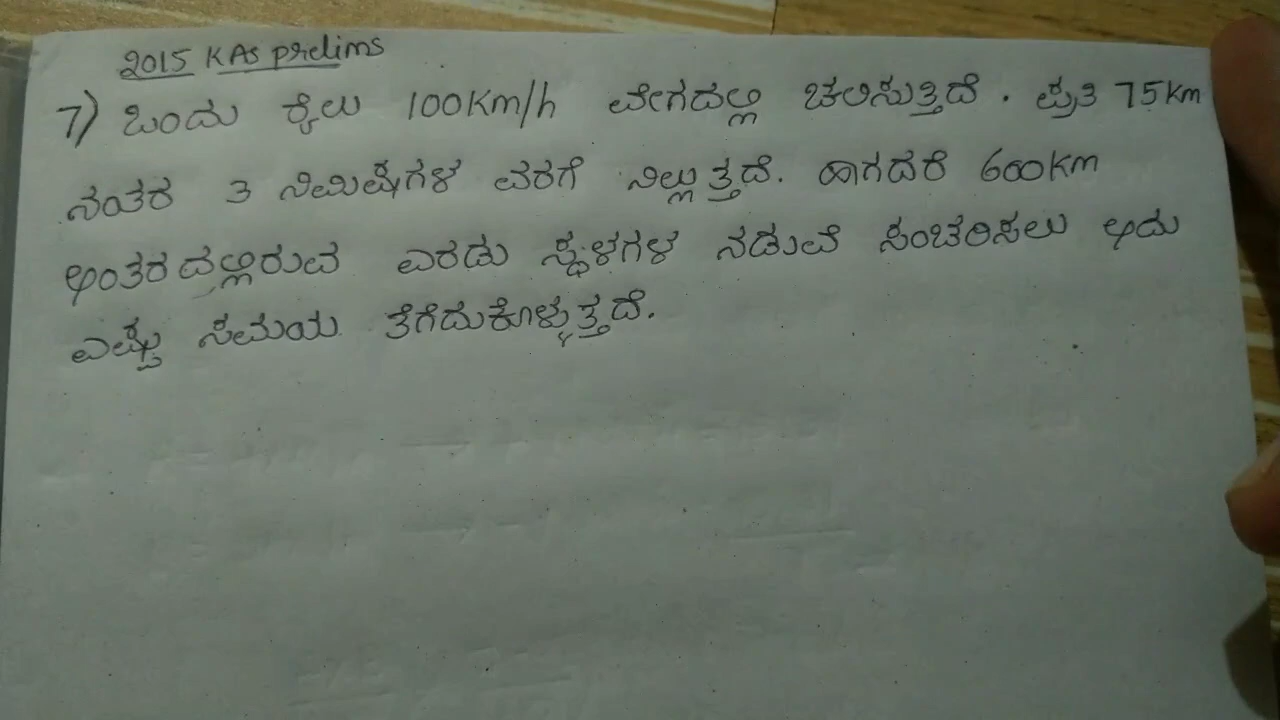 2015 KAS prelims
7) ಒಂದು ರೈಲು 100Km/h ವೇಗದಲ್ಲಿ ಚಲಿಸುತ್ತಿದೆ. ಪ್ರತಿ 75Km
ನಂತರ 3 ನಿಮಿಷಗಳ ವರಗೆ ನಿಲ್ಲುತ್ತದೆ. ಹಾಗದರೆ 600Km
ಅಂತರದಲ್ಲಿರುವ ಎರಡು ಸ್ಥಳಗಳ ನಡುವೆ ಸಂಚರಿಸಲು ಅದು
ಎಷ್ಟು ಸಮಯ ತೆಗೆದುಕೊಳ್ಳುತ್ತದೆ.